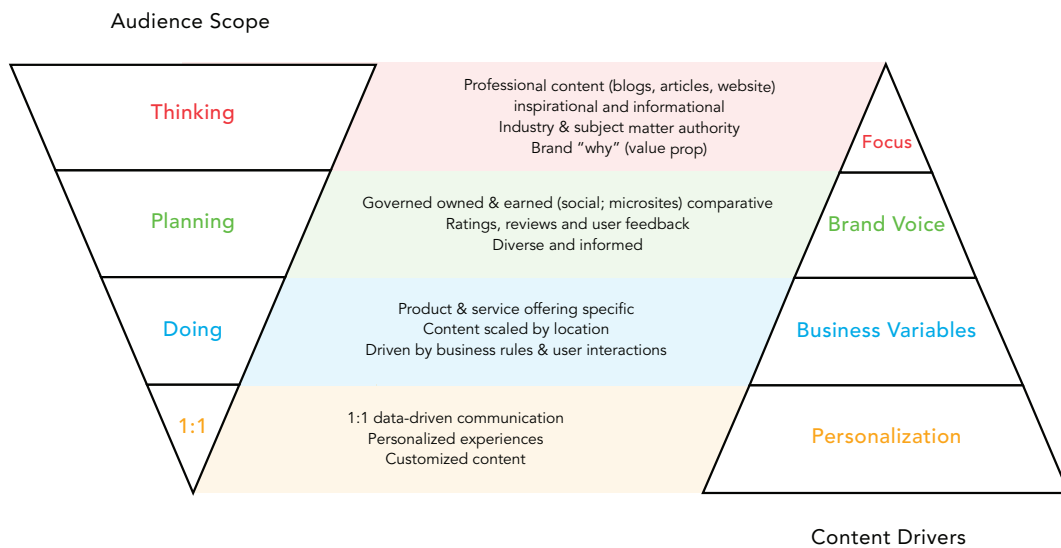 Audience Scope
Thinking
Professional content (blogs, articles, website)
inspirational and informational
Industry & subject matter authority
Brand “why” (value prop)
Focus
Planning
Governed owned & earned (social; microsites) comparative
Ratings, reviews and user feedback
Diverse and informed
Brand Voice
Doing
Product & service offering specific
Content scaled by location
Driven by business rules & user interactions
Business Variables
1:1
1:1 data-driven communication
Personalized experiences
Customized content
Personalization
Content Drivers